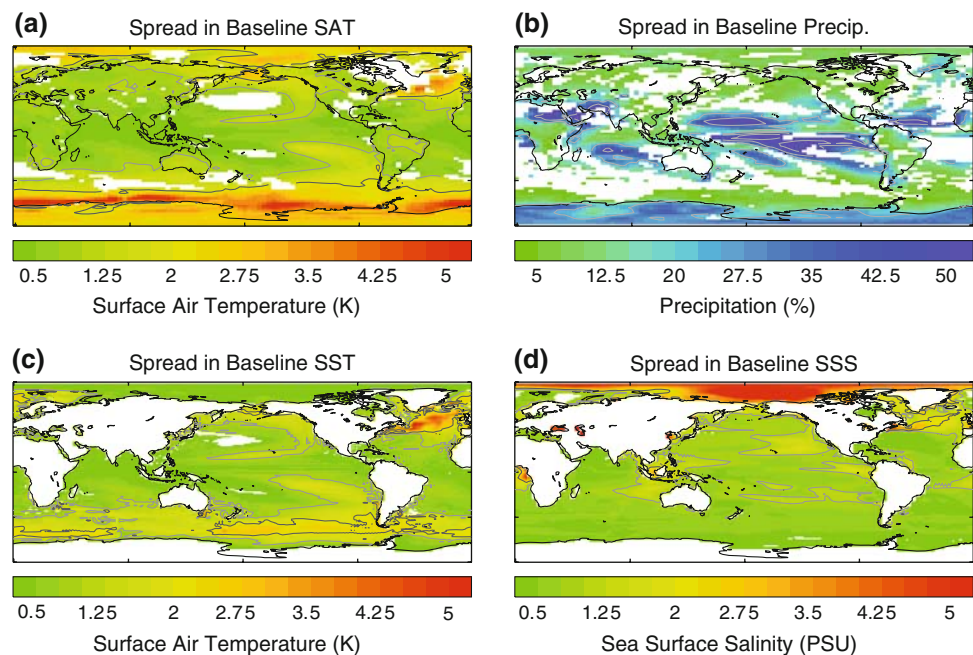 (a) Spread in Baseline SAT
(b) Spread in Baseline Precip.
0.5 1.25 2 2.75 3.5 4.25 5
Surface Air Temperature (K)
5 12.5 20 27.5 35 42.5 50
Precipitation (%)
(c) Spread in Baseline SST
(d) Spread in Baseline SSS
0.5 1.25 2 2.75 3.5 4.25 5
Surface Air Temperature (K)
0.5 1.25 2 2.75 3.5 4.25 5
Sea Surface Salinity (PSU)